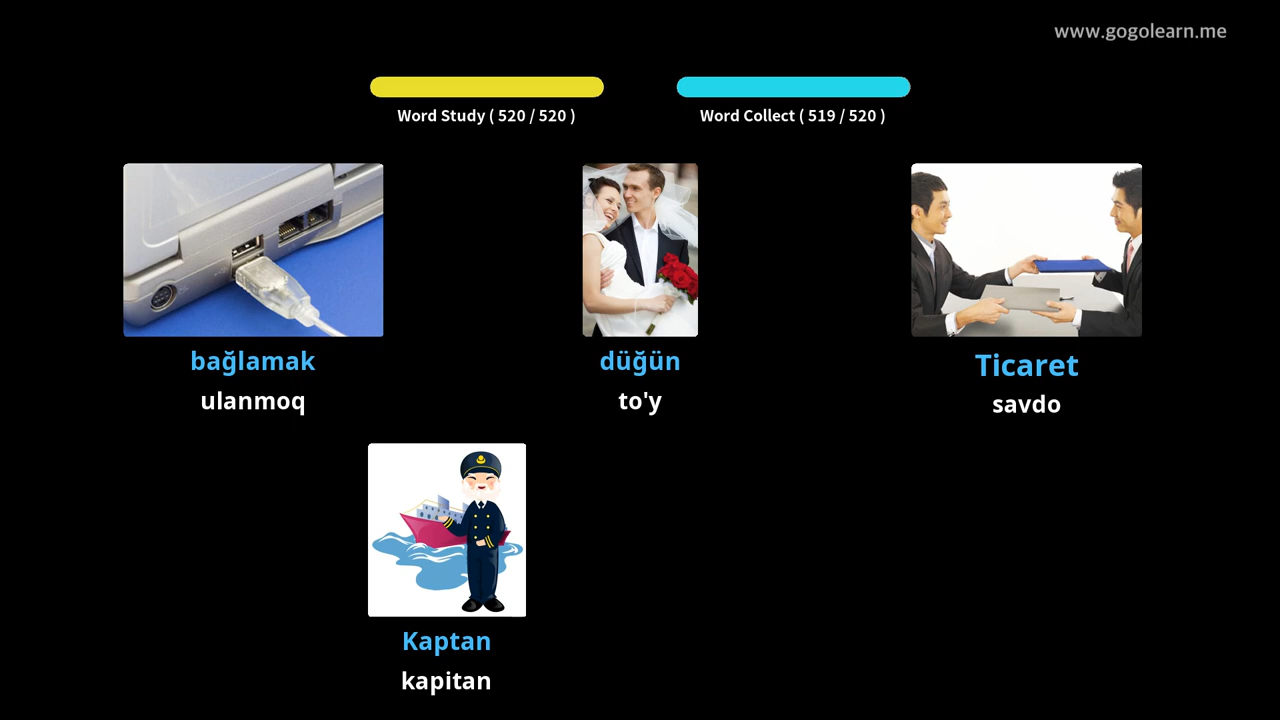 www.gogolearn.me
Word Study ( 520 / 520 )
Word Collect ( 519 / 520 )
bağlamak
ulanmoq
düğün
to'y
Ticaret
savdo
Kaptan
kapitan